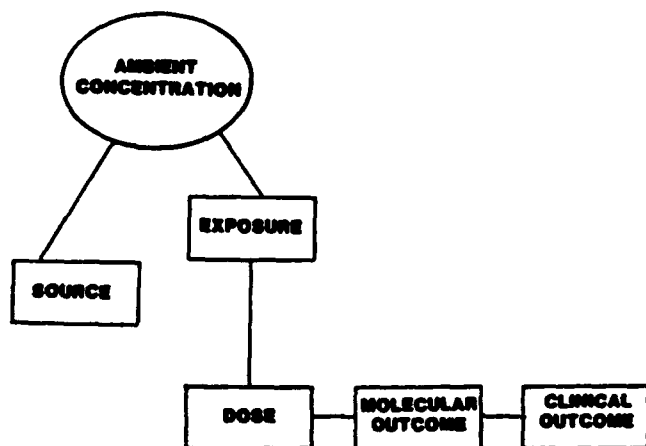 AMBIENT
CONCENTRATION
EXPOSURE
SOURCE
DOSE
MOLECULAR
OUTCOME
CLINICAL
OUTCOME